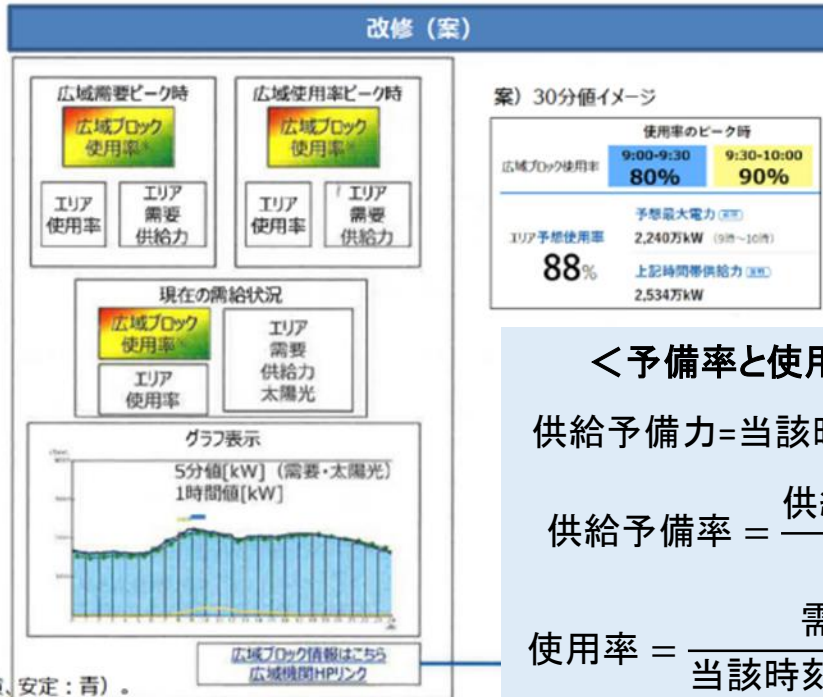 改修（案）
広域需要ピーク時
広域ブロック
使用率※
エリア
使用率
エリア
需要
供給力
広域使用率ピーク時
広域ブロック
使用率※
エリア
使用率
エリア
需要
供給力
現在の需給状況
広域ブロック
使用率※
エリア
使用率
エリア
需要
供給力
太陽光
グラフ表示
5分値[kW]（需要・太陽光）
1時間値[kW]
広域ブロック情報はこちら
広域機関HPリンク
、安定：青）。
案）30分値イメージ
使用率のピーク時
広域ブロック使用率
9:00-9:30
80%
9:30-10:00
90%
エリア予想使用率
88%
予想最大電力
2,240万kW （9時～10時）
上記時間帯供給力
2,534万kW
＜予備率と使用
供給予備力=当該時
供給予備率 = 供給
使用率 = 需
当該時刻